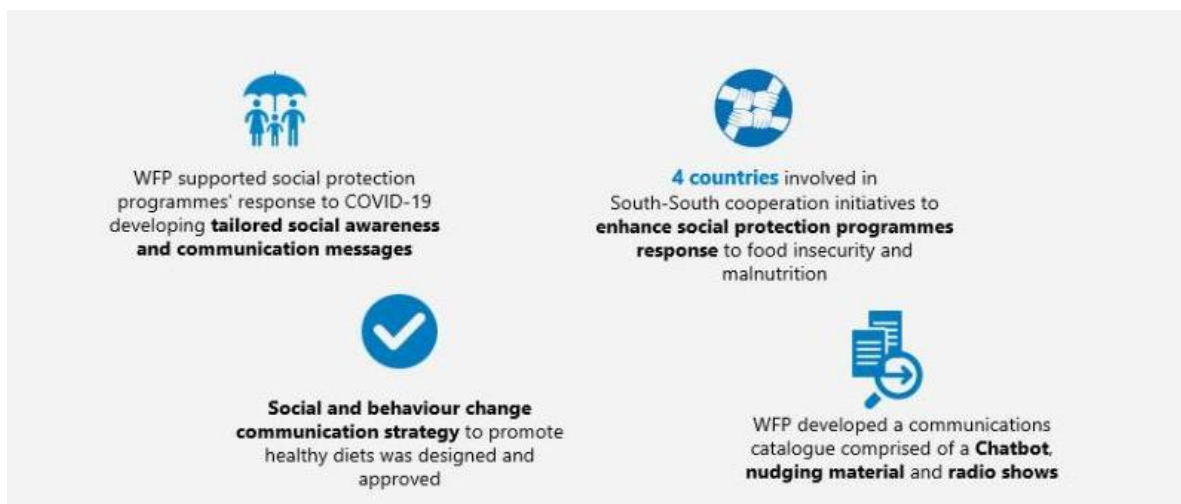 WFP supported social protection
programmes' response to COVID-19
developing tailored social awareness
and communication messages
4 countries involved in
South-South cooperation initiatives to
enhance social protection programmes
response to food insecurity and
malnutrition
Social and behaviour change
communication strategy to promote
healthy diets was designed and
approved
WFP developed a communications
catalogue comprised of a Chatbot,
nudging material and radio shows